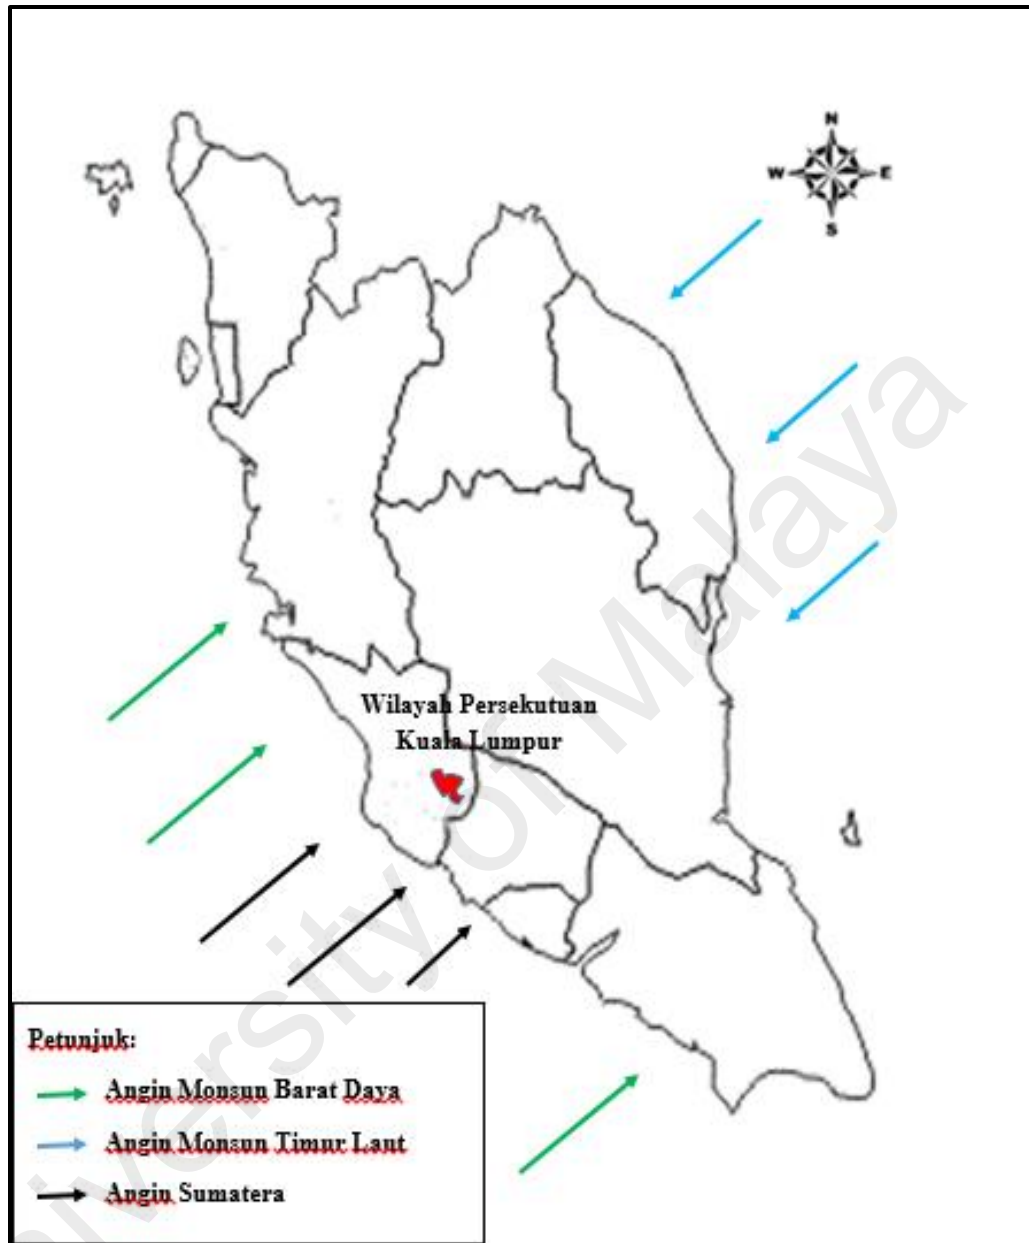 N
W E
S
Wilayah Persekutuan
Kuala Lumpur
Petunjuk:
Angin Monsun Barat Daya
Angin Monsun Timur Laut
Angin Sumatera
University of Malaya